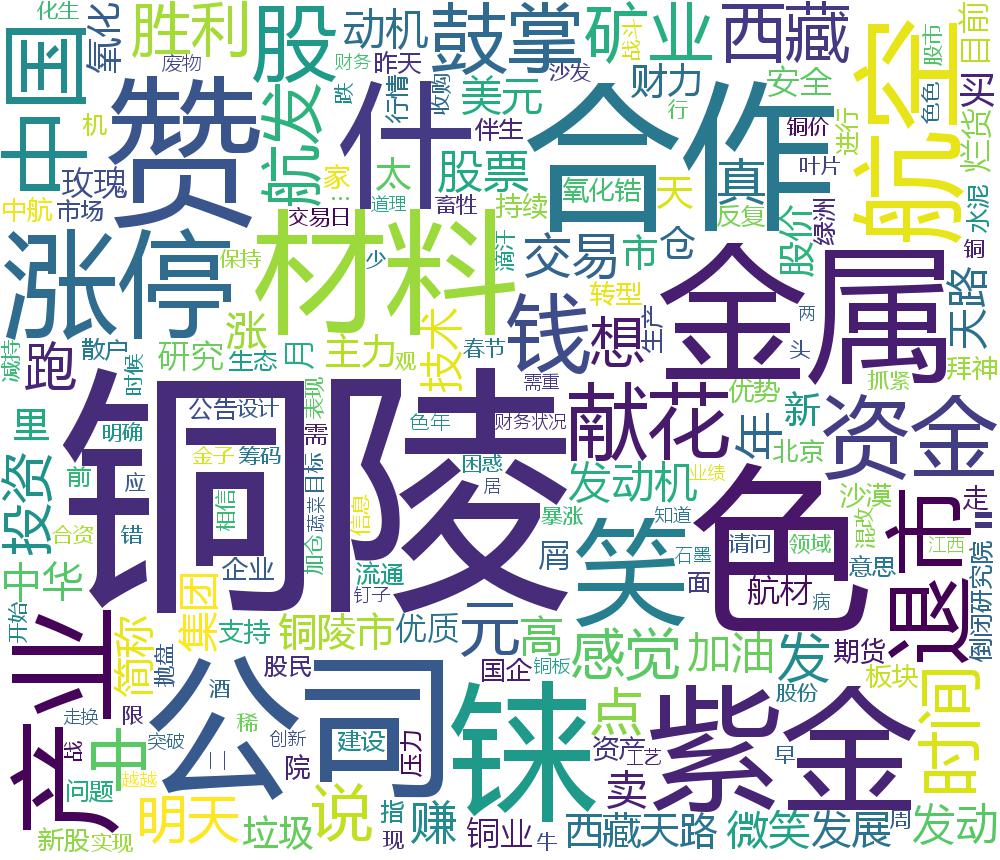 化生
氧化
中国
胜利
废物
股
动机
财务
昨天
跌
鼓掌
行情
收购
沙发
矿业
战斗
财力
行
西藏
安全
铜价
叶片
进行
航空
股市
色色
买
目前
烂货
水泥
铜
赞
航发
什
美元
伴生
股票
合作
真
反复
绿洲
玫瑰
中航
市场
机
家
…
太
道理
交易日
畜牲
持续
氧化锆
天
涨停
保持
材料
少
滴汗
交易
市
仓
股价
天路
金属
涨
钱
转型
想
生产
两
头
减持
跑
散户
时候
研究
生态
月
主力
观
技术
春节
需重
优势
抓紧
拜神
铜陵
公告
设计
表现
金子
筹码
需
色年
财务状况
献花
年
新
北京
资金
里
明确
前
应
投资
合资
错
相信
加仓
蔬菜
目标
信息
困惑
居
暴涨
发动机
业绩
知道
色
沙漠
混改
走
退市
江西
倒闭研究院
中华
企业
流通
钉子
笑
屑
石墨
面
请问
领域
航材
病
意思
开始
产业
简称
集团
支持
铜陵市
优质
元
高
感觉
加油
发
期货
板块
时间
抛盘
公司
股民
国企
铜板
股份
走换
战
限
中
突破
酒
稀
创新
院
建设
压力
铼
点
资产
工艺
卖
紫金
早
问题
越越
明天
垃圾
说
指
现
赚
铜业
牛
西藏天路
微笑
发展
周
发动
新股
实现